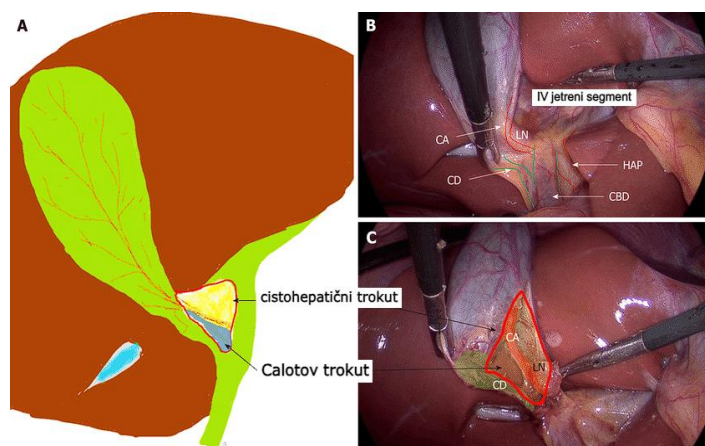 A
cistohepatični trokut
Calotov trokut
B
IV jetreni segment
CA
LN
HAP
CD
CBD
C
CA
LN
CD